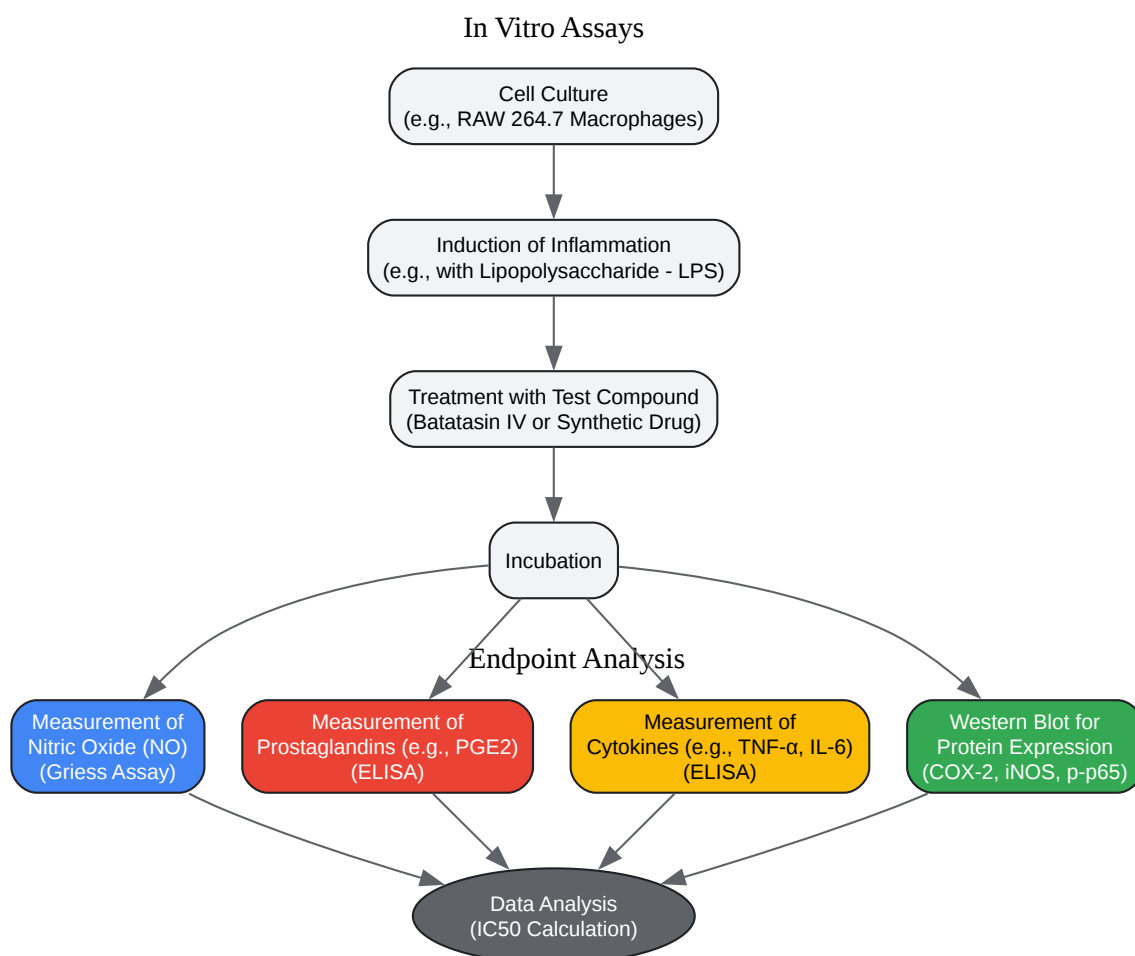 In Vitro Assays
Cell Culture
(e.g., RAW 264.7 Macrophages)
Induction of Inflammation
(e.g., with Lipopolysaccharide - LPS)
Treatment with Test Compound
(Batatasin IV or Synthetic Drug)
Incubation
Endpoint Analysis
Measurement of
Nitric Oxide (NO)
(Griess Assay)
Measurement of
Prostaglandins (e.g., PGE2)
(ELISA)
Measurement of
Cytokines (e.g., TNF-α, IL-6)
(ELISA)
Western Blot for
Protein Expression
(COX-2, iNOS, p-p65)
Data Analysis
(IC50 Calculation)